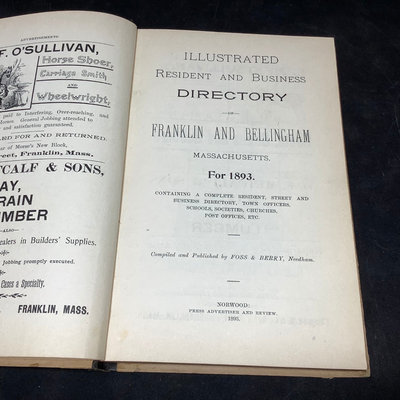 ADVERTISEMENTS.
F. O'SULLIVAN,
Horse Shoer,
Carriage Smith
AND
Wheelwright,
paid to Interfering, Over-reaching, and
General Jobbing attended to
and satisfaction guaranteed.
LED FOR AND RETURNED.
ar of Morse's New Block,
Street, Franklin, Mass.
TCALF & SONS,
AY,
RAIN
UMBER
—ALSO—
ealers in Builders' Supplies.
Jobbing promptly executed.
Cases a Specialty.
FRANKLIN, MASS.
ILLUSTRATED
RESIDENT AND BUSINESS
DIRECTORY
—OF—
FRANKLIN AND BELLINGHAM
MASSACHUSETTS,
For 1893.
CONTAINING A COMPLETE RESIDENT, STREET AND
BUSINESS DIRECTORY, TOWN OFFICERS,
SCHOOLS, SOCIETIES, CHURCHES,
POST OFFICES, ETC.
Compiled and Published by FOSS & BERRY, Needham.
NORWOOD:
PRESS ADVERTISER AND REVIEW.
1893.